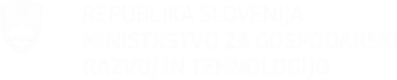 REPUBLIKA SLOVENIJA
MINISTRSTVO ZA GOSPODARSKI
RAZVOJ IN TEHNOLOGIJO